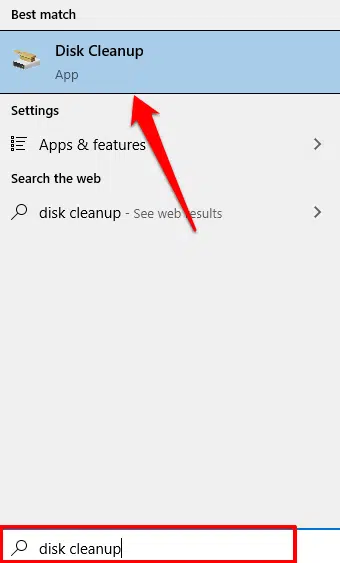 Best match
Disk Cleanup
App
Settings
Apps & features
Search the web
disk cleanup - See web results
disk cleanup